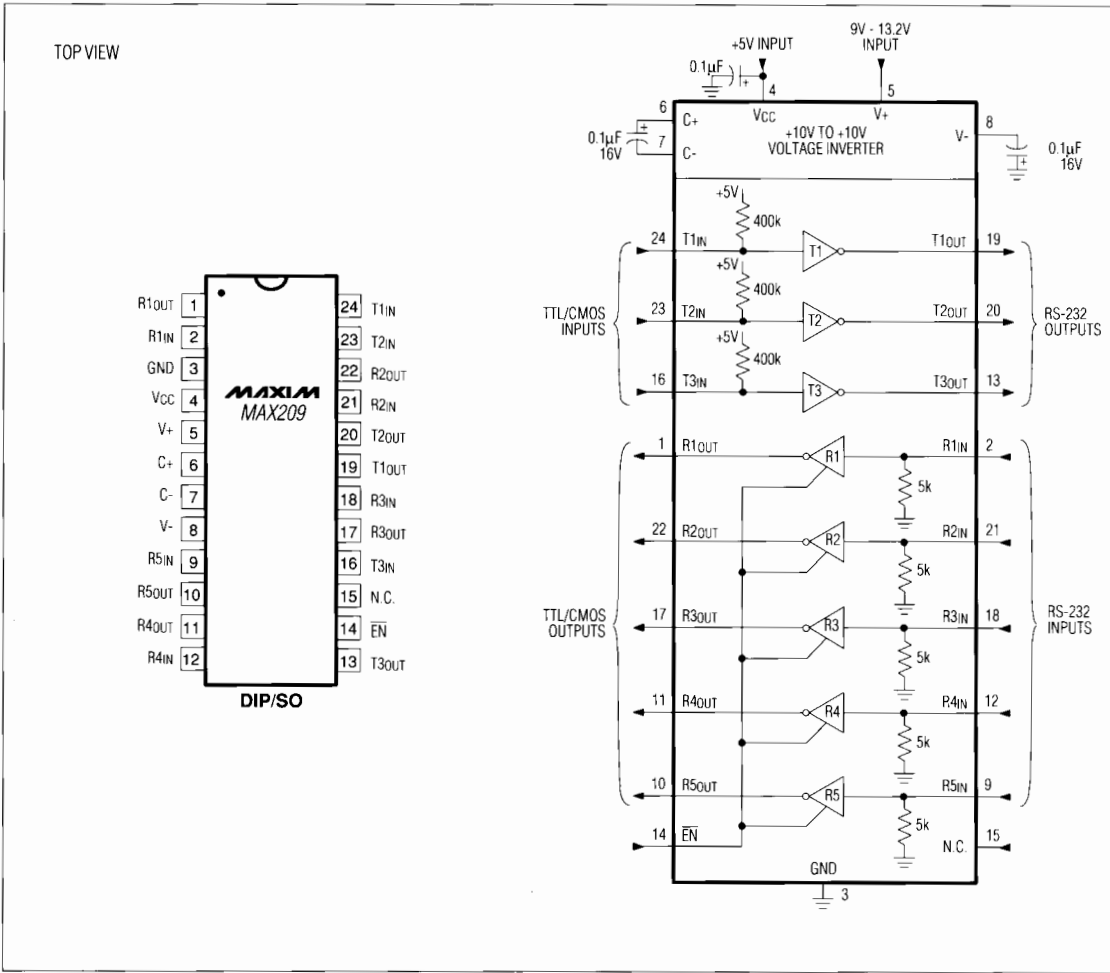 TOP VIEW
R1OUT 1
R1IN 2
GND 3
VCC 4
V+ 5
C+ 6
C- 7
V- 8
R5IN 9
R5OUT 10
R4OUT 11
R4IN 12
24 T1IN
23 T2IN
22 R2OUT
21 R2IN
20 T2OUT
19 T1OUT
18 R3IN
17 R3OUT
16 T3IN
15 N.C.
14 E̅N̅
13 T3OUT
MAXIM
MAX209
DIP/SO
+5V INPUT
9V - 13.2V
INPUT
0.1µF
+
4
5
VCC
V+
6
C+
0.1µF
16V
+
7
C-
+10V TO +10V
VOLTAGE INVERTER
V-
8
0.1µF
16V
+
+5V
400k
24 T1IN
T1
T1OUT 19
+5V
400k
TTL/CMOS
INPUTS
23 T2IN
T2
T2OUT 20
RS-232
OUTPUTS
+5V
400k
16 T3IN
T3
T3OUT 13
1 R1OUT
R1
R1IN 2
5k
22 R2OUT
R2
R2IN 21
5k
TTL/CMOS
OUTPUTS
17 R3OUT
R3
R3IN 18
5k
RS-232
INPUTS
11 R4OUT
R4
R4IN 12
5k
10 R5OUT
R5
R5IN 9
5k
14 E̅N̅
N.C. 15
GND
3